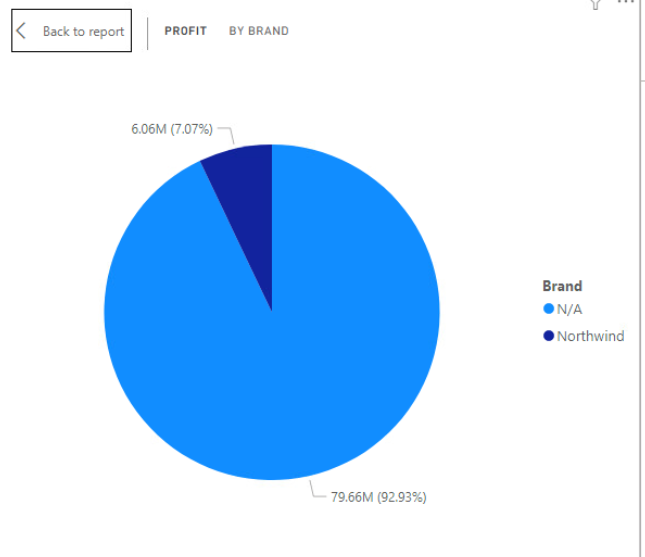 Back to report
PROFIT BY BRAND
6.06M (7.07%)
Brand
N/A
Northwind
79.66M (92.93%)